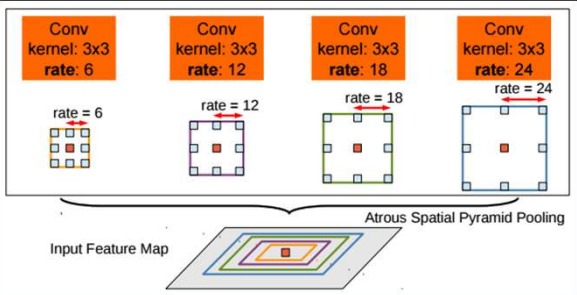 Conv
kernel: 3x3
rate: 6
Conv
kernel: 3x3
rate: 12
Conv
kernel: 3x3
rate: 18
Conv
kernel: 3x3
rate: 24
rate = 6
rate = 12
rate = 18
rate = 24
Atrous Spatial Pyramid Pooling
Input Feature Map